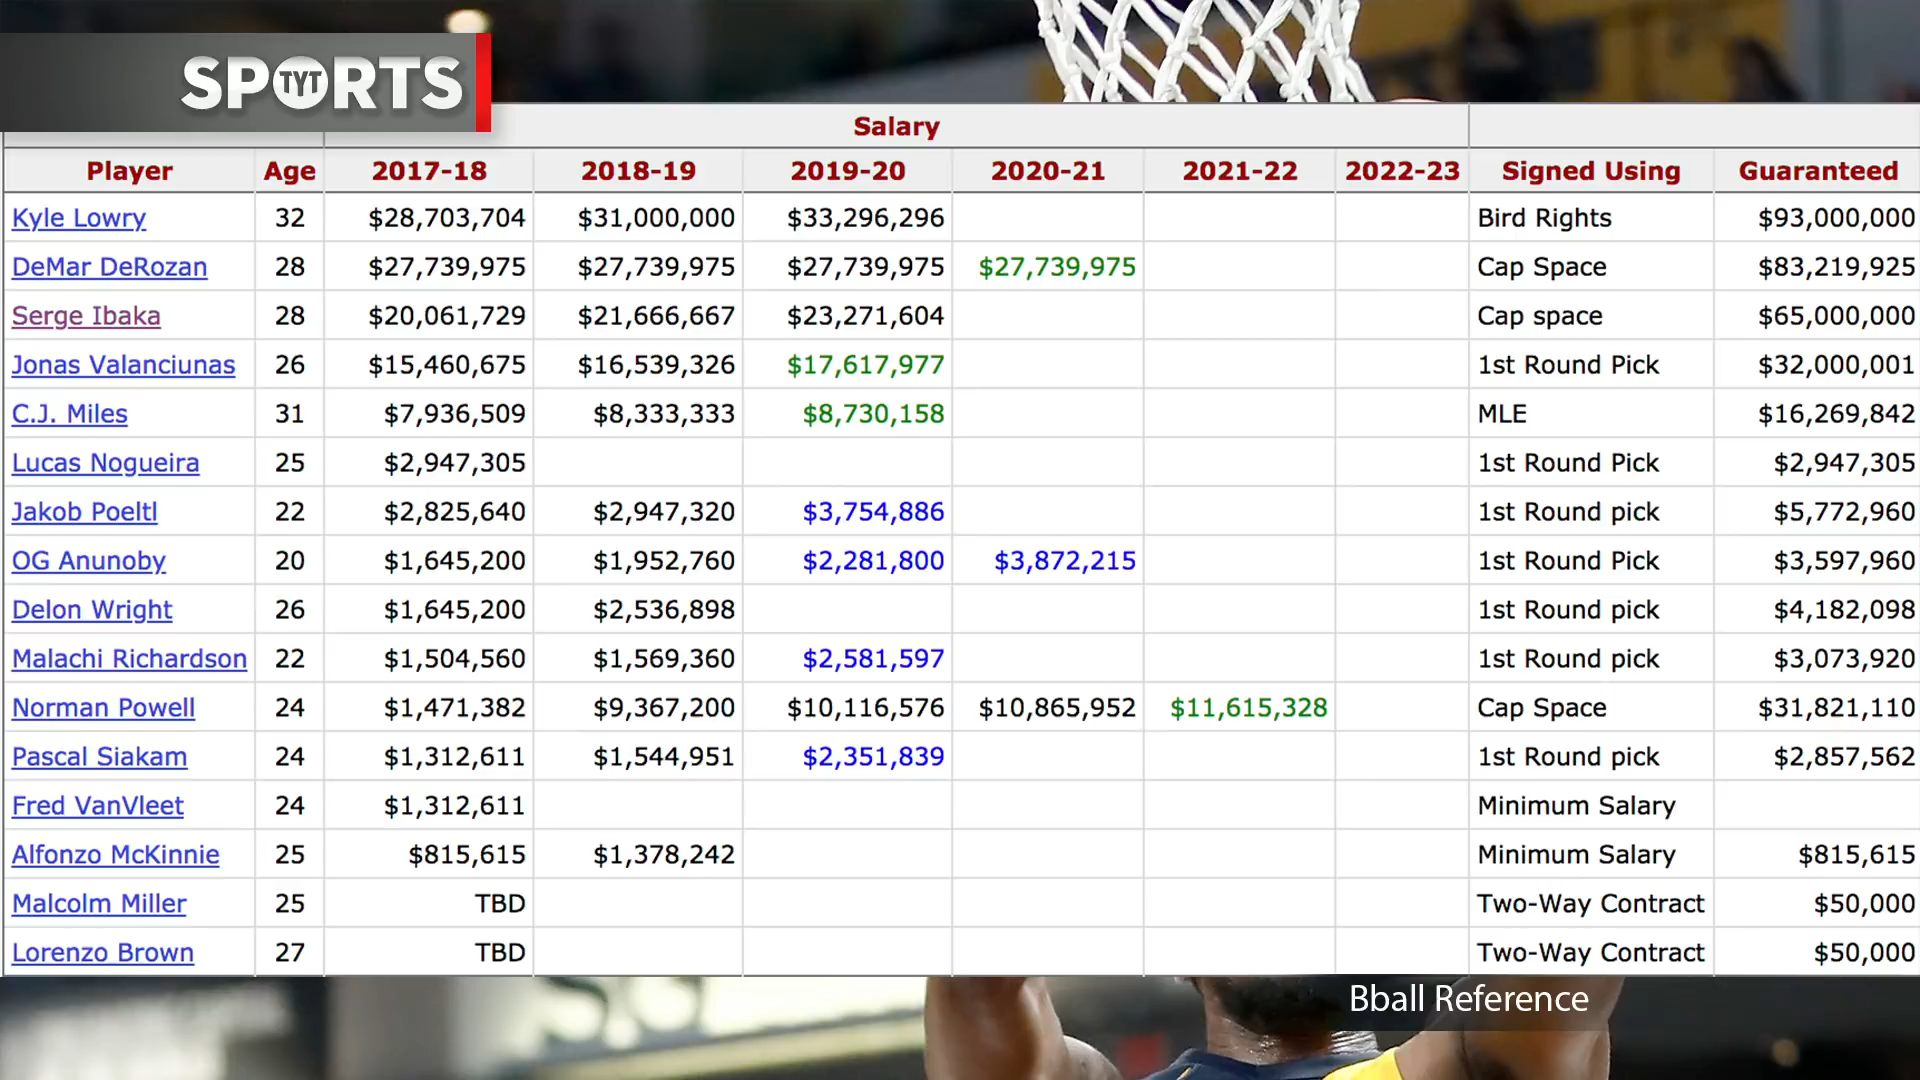 SPORTS
TYT
Salary
Player Age 2017-18 2018-19 2019-20 2020-21 2021-22 2022-23 Signed Using Guaranteed
Kyle Lowry 32 $28,703,704 $31,000,000 $33,296,296 Bird Rights $93,000,000
DeMar DeRozan 28 $27,739,975 $27,739,975 $27,739,975 $27,739,975 Cap Space $83,219,925
Serge Ibaka 28 $20,061,729 $21,666,667 $23,271,604 Cap space $65,000,000
Jonas Valanciunas 26 $15,460,675 $16,539,326 $17,617,977 1st Round Pick $32,000,001
C.J. Miles 31 $7,936,509 $8,333,333 $8,730,158 MLE $16,269,842
Lucas Nogueira 25 $2,947,305 1st Round Pick $2,947,305
Jakob Poeltl 22 $2,825,640 $2,947,320 $3,754,886 1st Round pick $5,772,960
OG Anunoby 20 $1,645,200 $1,952,760 $2,281,800 $3,872,215 1st Round Pick $3,597,960
Delon Wright 26 $1,645,200 $2,536,898 1st Round pick $4,182,098
Malachi Richardson 22 $1,504,560 $1,569,360 $2,581,597 1st Round pick $3,073,920
Norman Powell 24 $1,471,382 $9,367,200 $10,116,576 $10,865,952 $11,615,328 Cap Space $31,821,110
Pascal Siakam 24 $1,312,611 $1,544,951 $2,351,839 1st Round pick $2,857,562
Fred VanVleet 24 $1,312,611 Minimum Salary
Alfonzo McKinnie 25 $815,615 $1,378,242 Minimum Salary $815,615
Malcolm Miller 25 TBD Two-Way Contract $50,000
Lorenzo Brown 27 TBD Two-Way Contract $50,000
Bball Reference